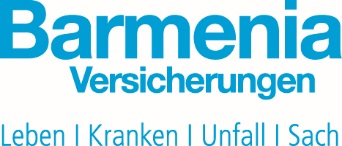 Barmenia
Versicherungen
Leben | Kranken | Unfall | Sach